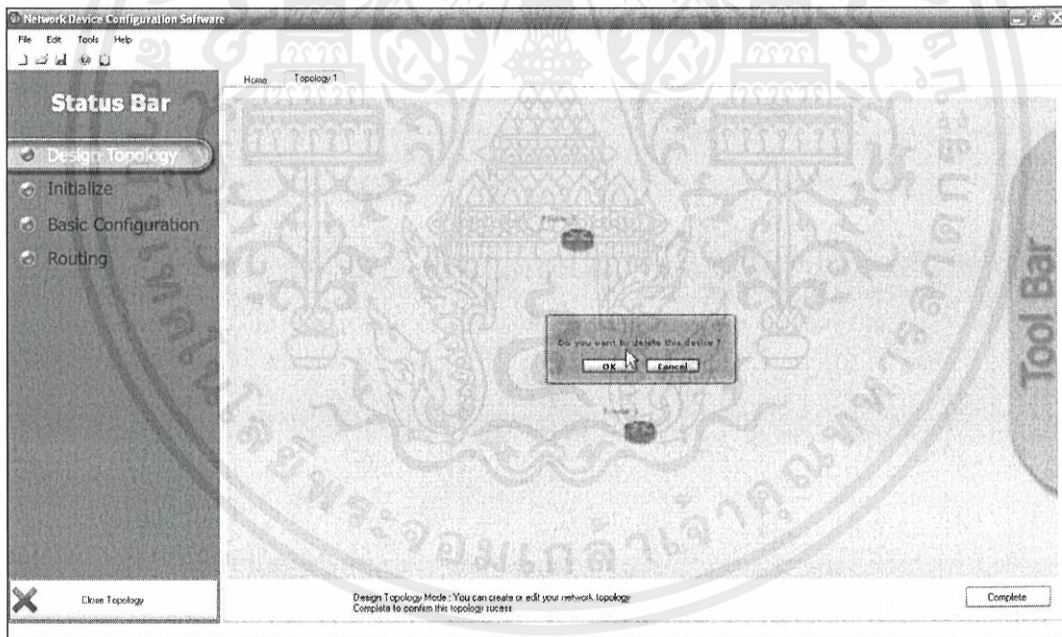 Network Device Configuration Software
File Edit Tools Help
Status Bar
Home Topology 1
Design Topology
Initialize
Basic Configuration
Routing
Do you want to delete this device ?
OK Cancel
Tool Bar
Close Topology
Design Topology Mode : You can create or edit your network topology
Complete to confirm this topology sucess
Complete